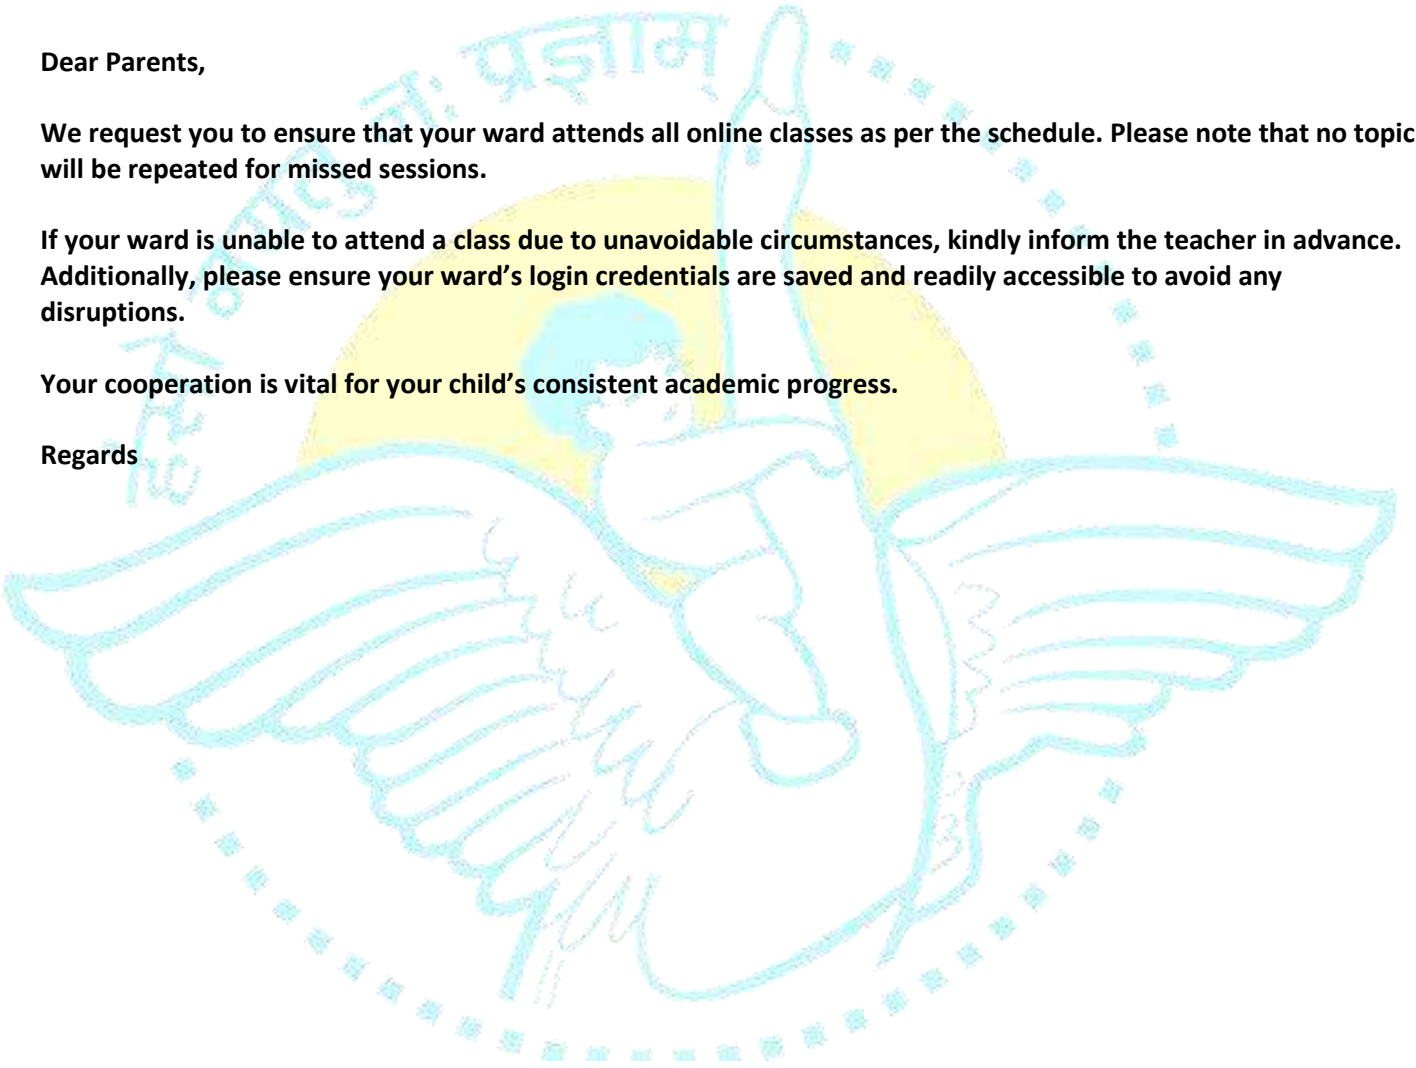 हंसो नयतु नः प्रज्ञाम्
Dear Parents,
We request you to ensure that your ward attends all online classes as per the schedule. Please note that no topic
will be repeated for missed sessions.
If your ward is unable to attend a class due to unavoidable circumstances, kindly inform the teacher in advance.
Additionally, please ensure your ward’s login credentials are saved and readily accessible to avoid any
disruptions.
Your cooperation is vital for your child’s consistent academic progress.
Regards